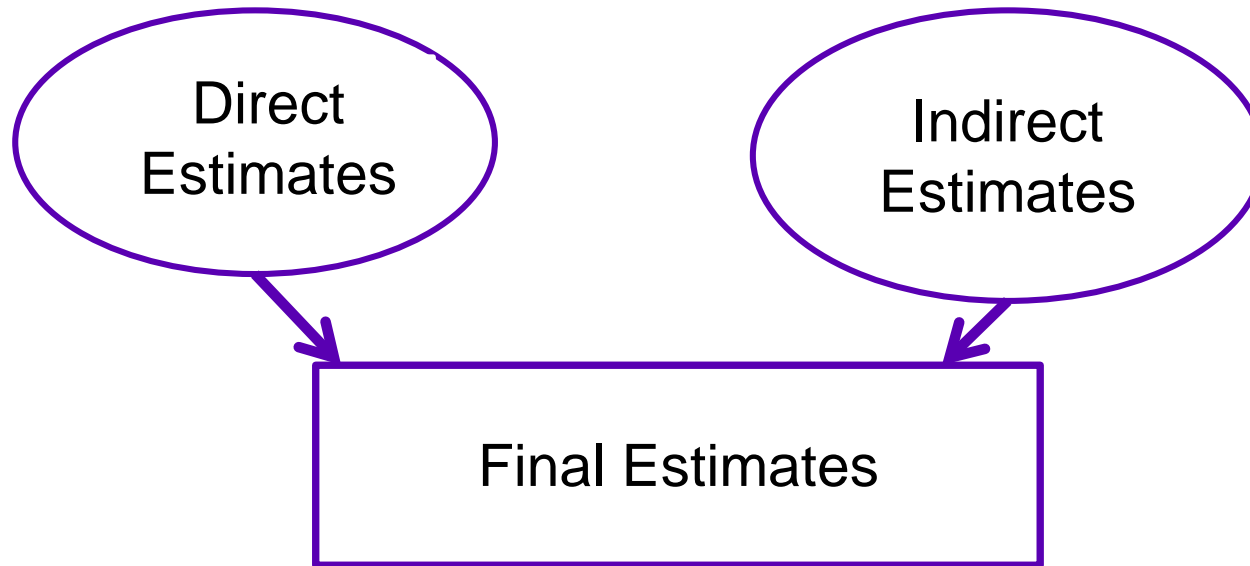 Direct
Estimates
Indirect
Estimates
Final Estimates